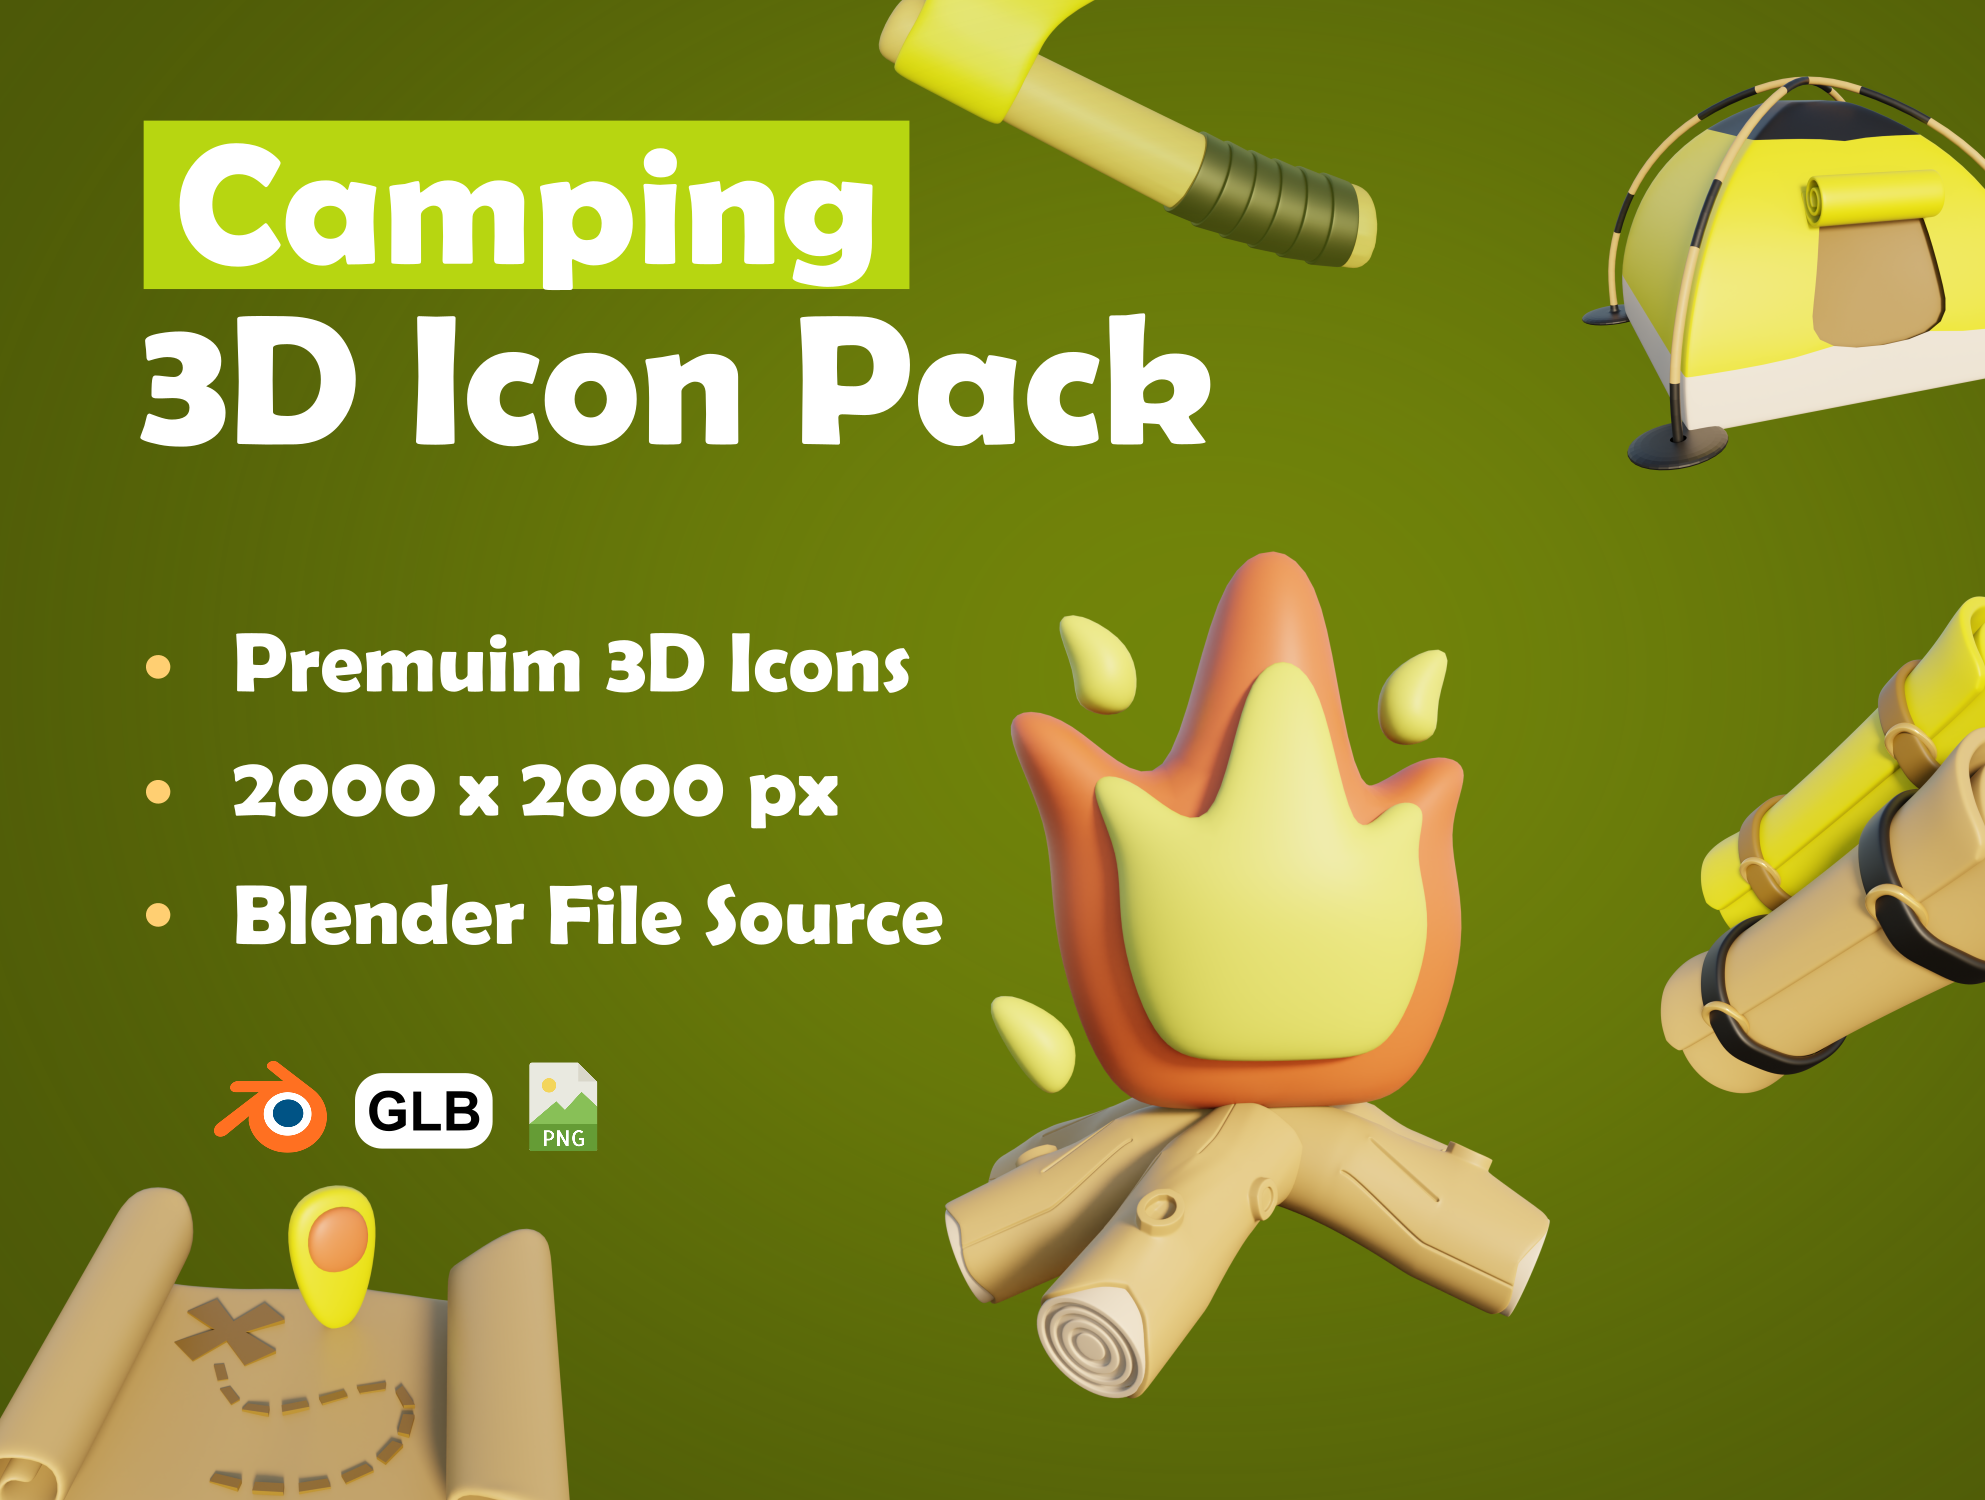 Camping
3D Icon Pack
Premuim 3D Icons
2000 x 2000 px
Blender File Source
GLB
PNG